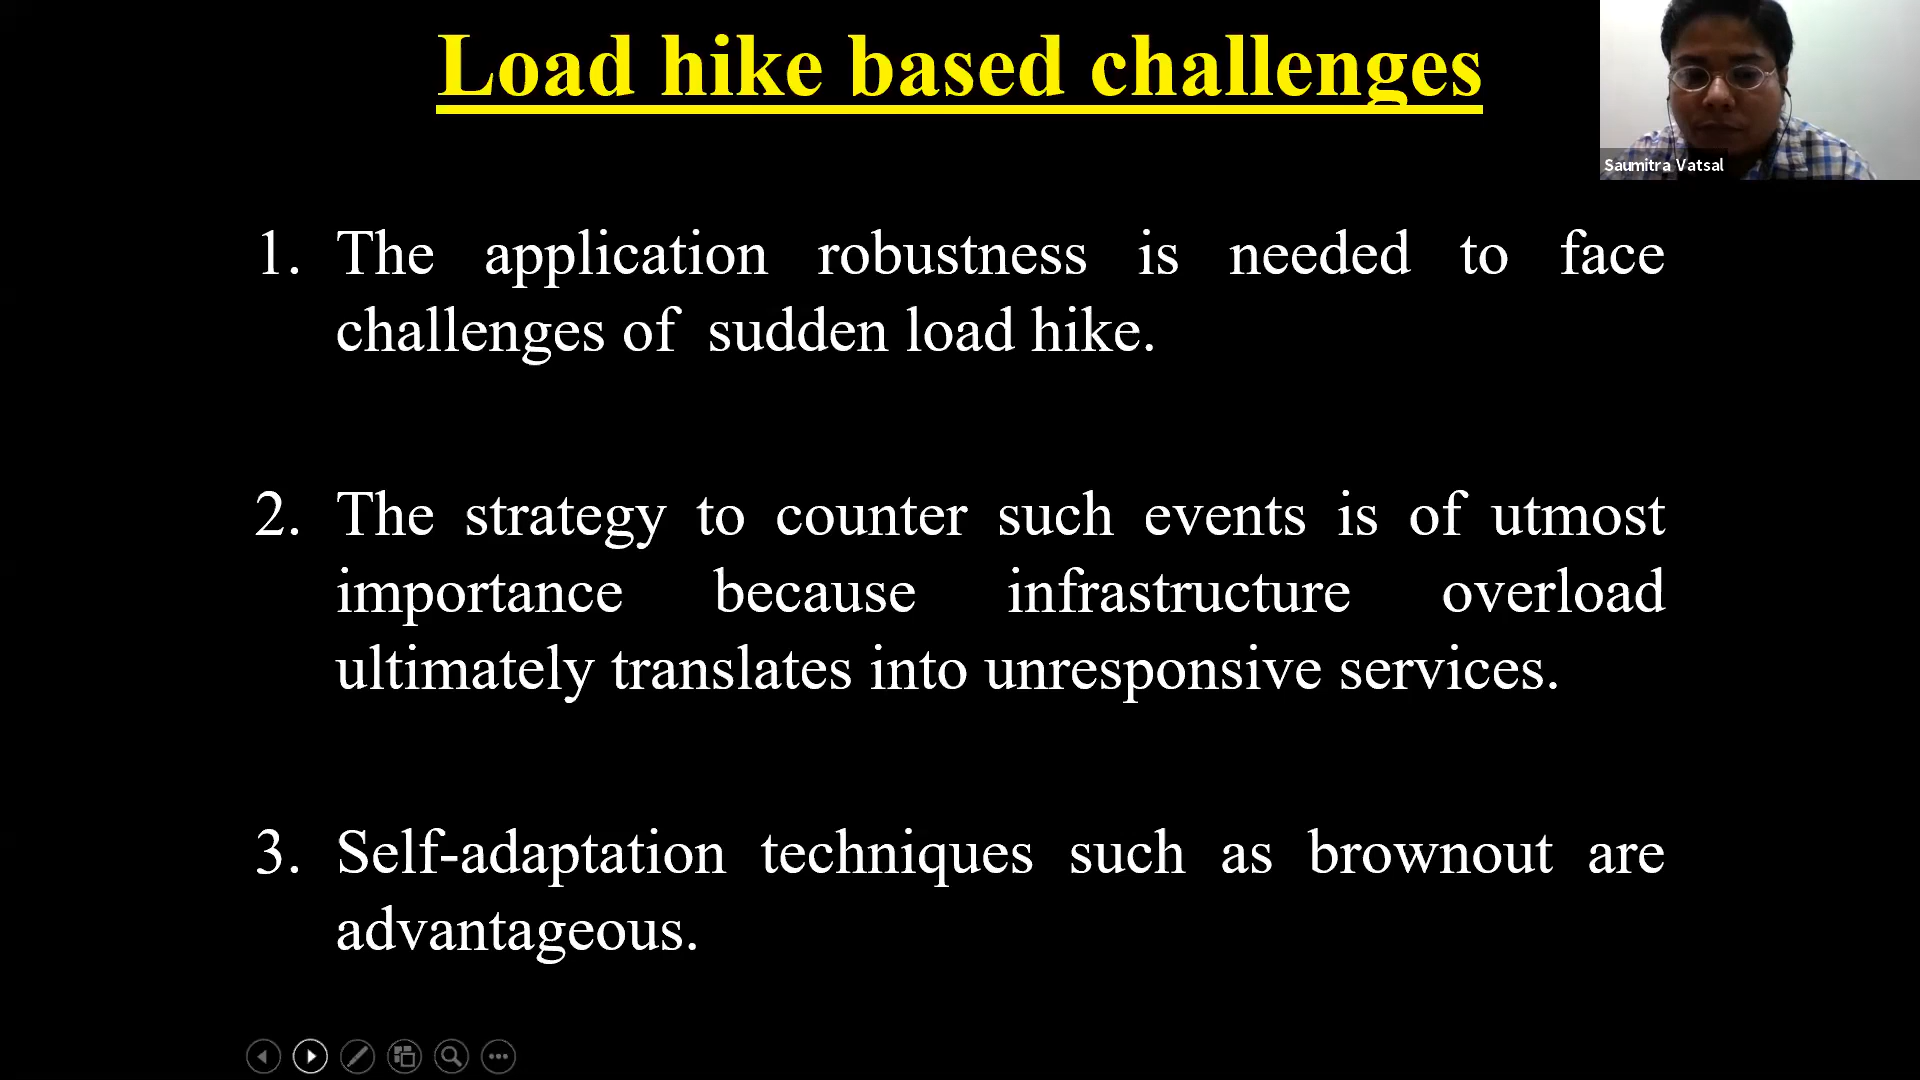 Load hike based challenges
Saumitra Vatsal
1. The application robustness is needed to face
challenges of sudden load hike.
2. The strategy to counter such events is of utmost
importance because infrastructure overload
ultimately translates into unresponsive services.
3. Self-adaptation techniques such as brownout are
advantageous.